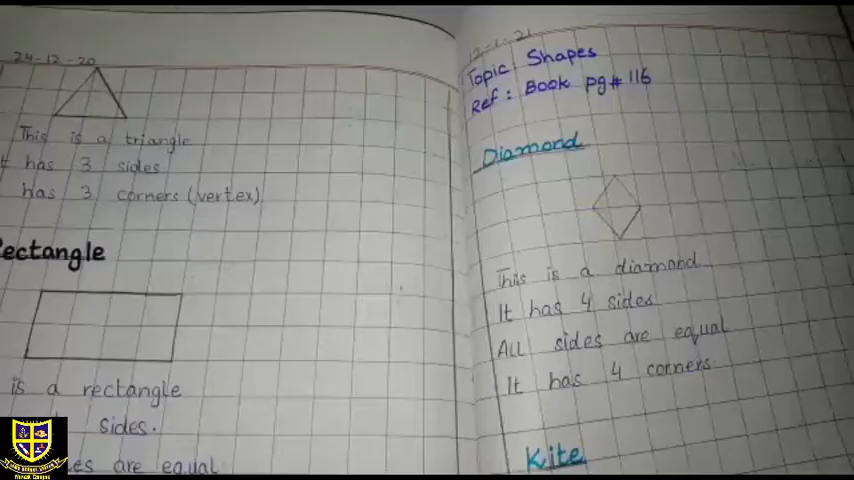 24-12-20
This is a triangle
has 3 sides
has 3 corners (vertex)
Rectangle
is a rectangle
sides.
are equal
Topic: Shapes
Ref: Book pg# 116
Diamond
This is a diamond
It has 4 sides
All sides are equal
It has 4 corners
Kite